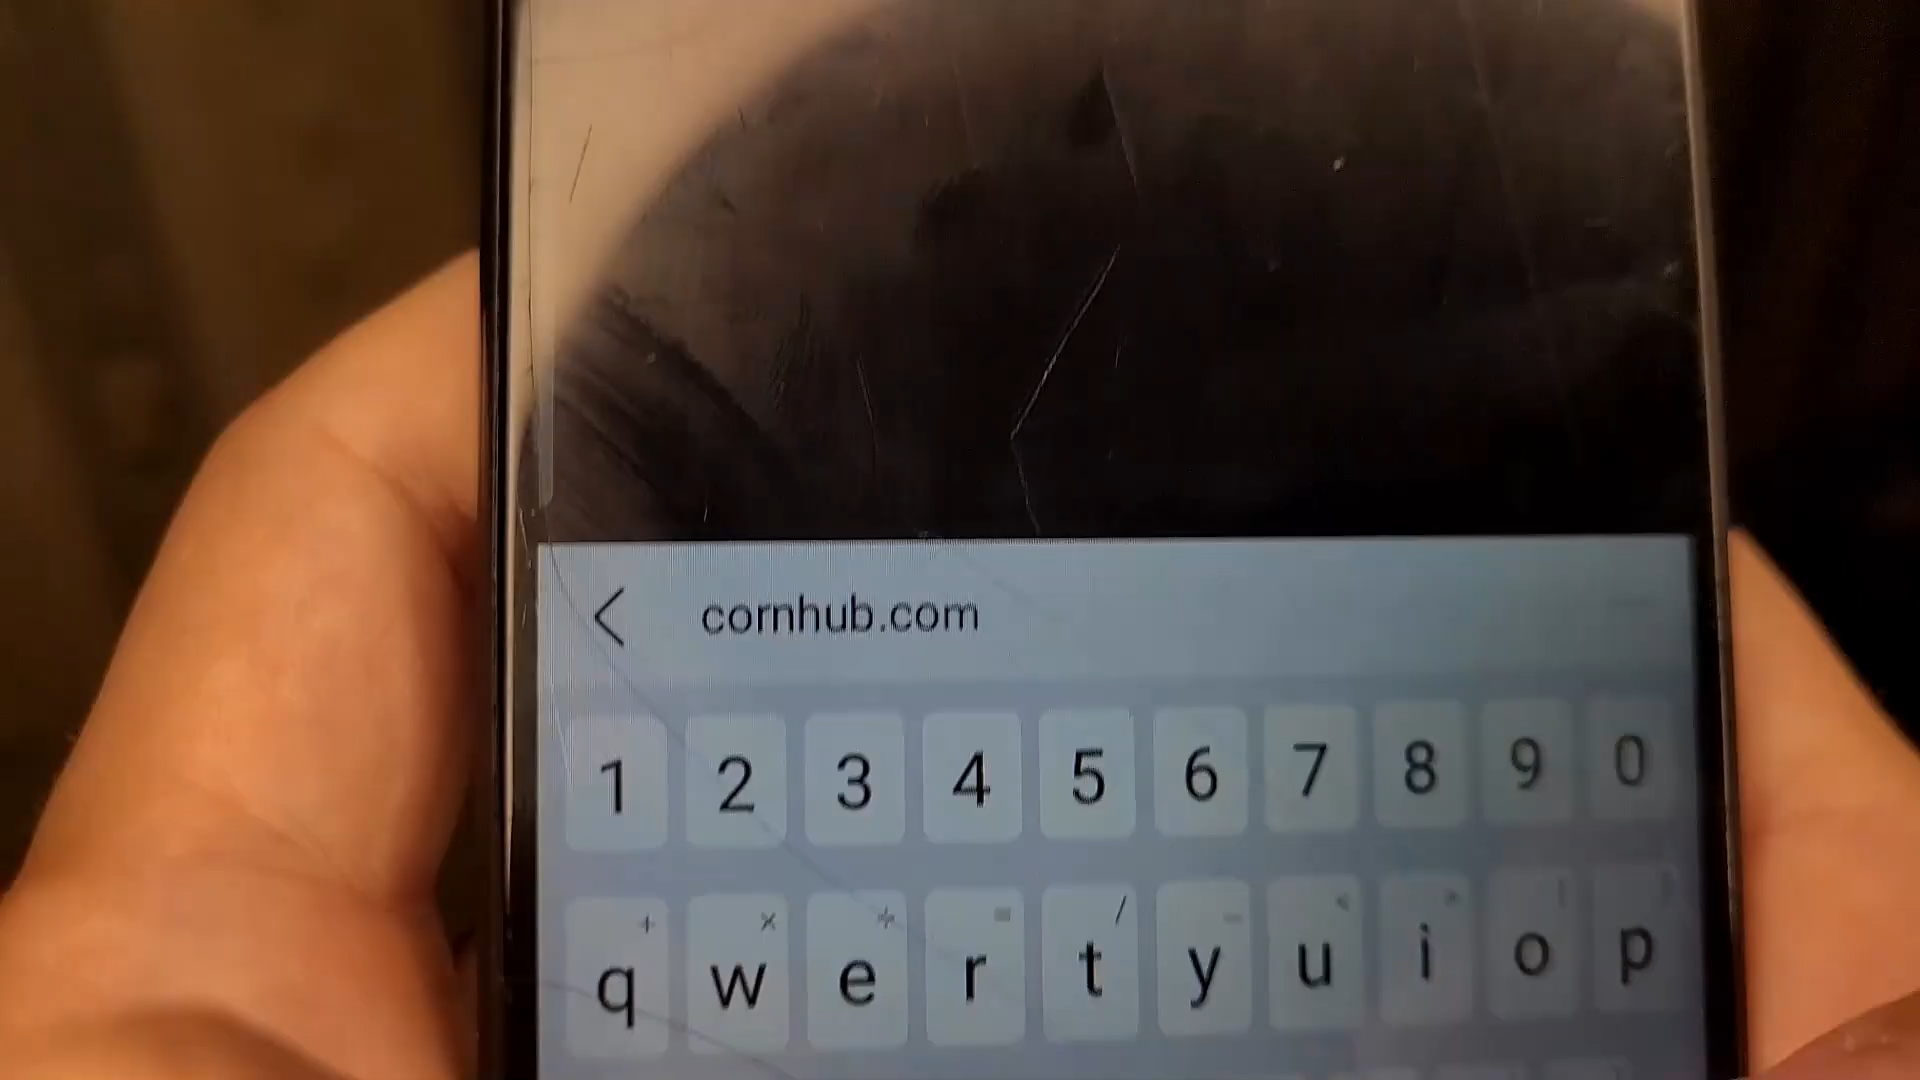 < cornhub.com
1 2 3 4 5 6 7 8 9 0
+ × ÷ = / _ < >
q w e r t y u i o p